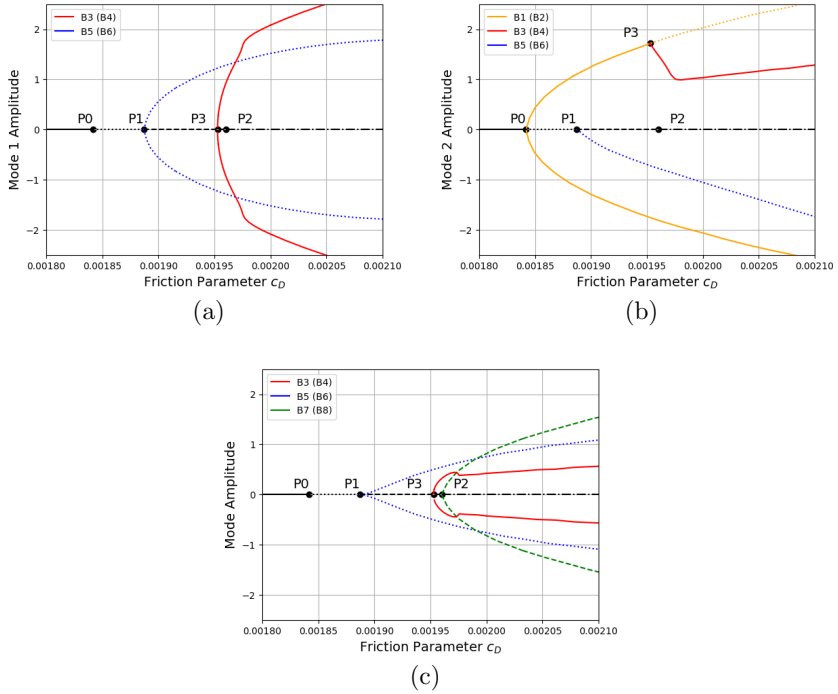 B3 (B4)
B5 (B6)
P0 P1 P3 P2
2
1
0
−1
−2
0.00180 0.00185 0.00190 0.00195 0.00200 0.00205 0.00210
Mode 1 Amplitude
Friction Parameter c_D
(a)
B1 (B2)
B3 (B4)
B5 (B6)
P3
P0 P1 P2
2
1
0
−1
−2
0.00180 0.00185 0.00190 0.00195 0.00200 0.00205 0.00210
Mode 2 Amplitude
Friction Parameter c_D
(b)
B3 (B4)
B5 (B6)
B7 (B8)
P0 P1 P3 P2
2
1
0
−1
−2
0.00180 0.00185 0.00190 0.00195 0.00200 0.00205 0.00210
Mode Amplitude
Friction Parameter c_D
(c)